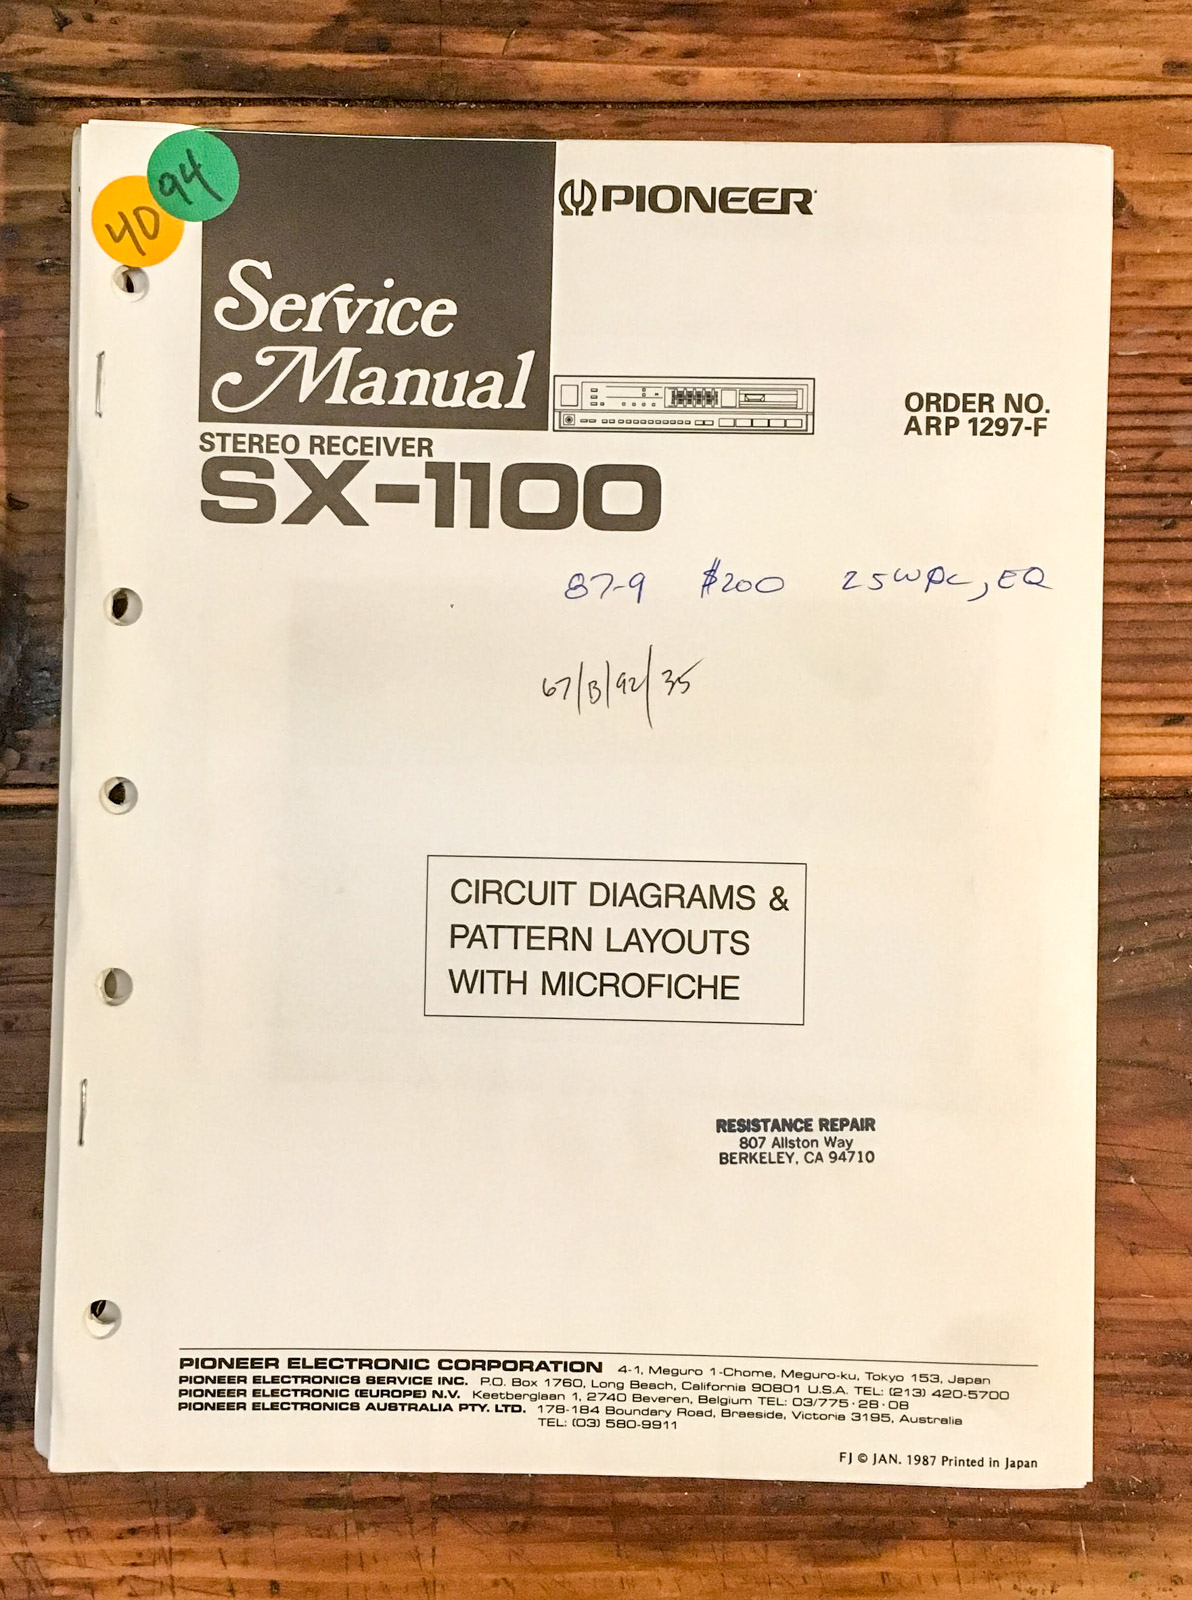 94
40
PIONEER
Service
Manual
ORDER NO.
ARP 1297-F
STEREO RECEIVER
SX-1100
87-9 $200 25WPC, EQ
67/B/92/35
CIRCUIT DIAGRAMS &
PATTERN LAYOUTS
WITH MICROFICHE
RESISTANCE REPAIR
807 Allston Way
BERKELEY, CA 94710
PIONEER ELECTRONIC CORPORATION 4-1, Meguro 1-Chome, Meguro-ku, Tokyo 153, Japan
PIONEER ELECTRONICS SERVICE INC. P.O. Box 1760, Long Beach, California 90801 U.S.A. TEL: (213) 420-5700
PIONEER ELECTRONIC (EUROPE) N.V. Keetberglaan 1, 2740 Beveren, Belgium TEL: 03/775·28·08
PIONEER ELECTRONICS AUSTRALIA PTY. LTD. 178-184 Boundary Road, Braeside, Victoria 3195, Australia
TEL: (03) 580-9911
FJ © JAN. 1987 Printed in Japan